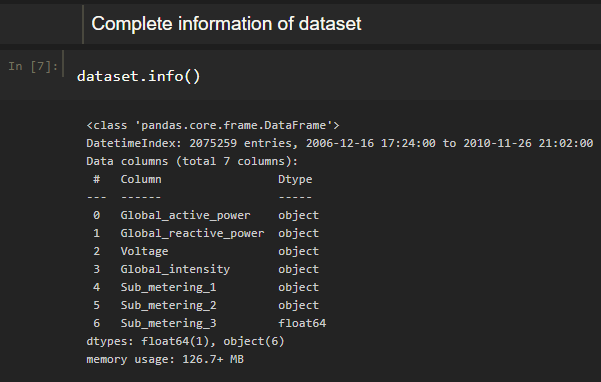 Complete information of dataset
In [7]: dataset.info()
<class 'pandas.core.frame.DataFrame'>
DatetimeIndex: 2075259 entries, 2006-12-16 17:24:00 to 2010-11-26 21:02:00
Data columns (total 7 columns):
 #   Column                 Dtype
---  ------                 -----
 0   Global_active_power    object
 1   Global_reactive_power  object
 2   Voltage                object
 3   Global_intensity       object
 4   Sub_metering_1         object
 5   Sub_metering_2         object
 6   Sub_metering_3         float64
dtypes: float64(1), object(6)
memory usage: 126.7+ MB